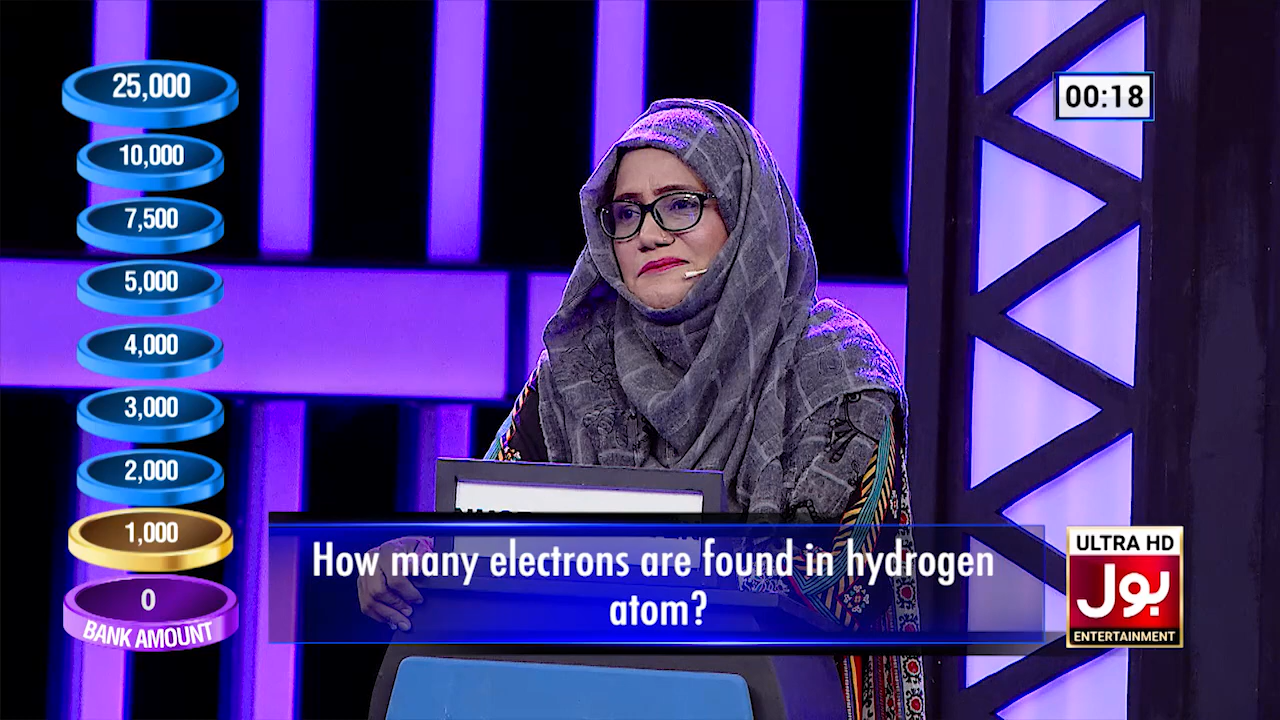 25,000
10,000
7,500
5,000
4,000
3,000
2,000
1,000
0
BANK AMOUNT
00:18
How many electrons are found in hydrogen
atom?
ULTRA HD
بول
ENTERTAINMENT